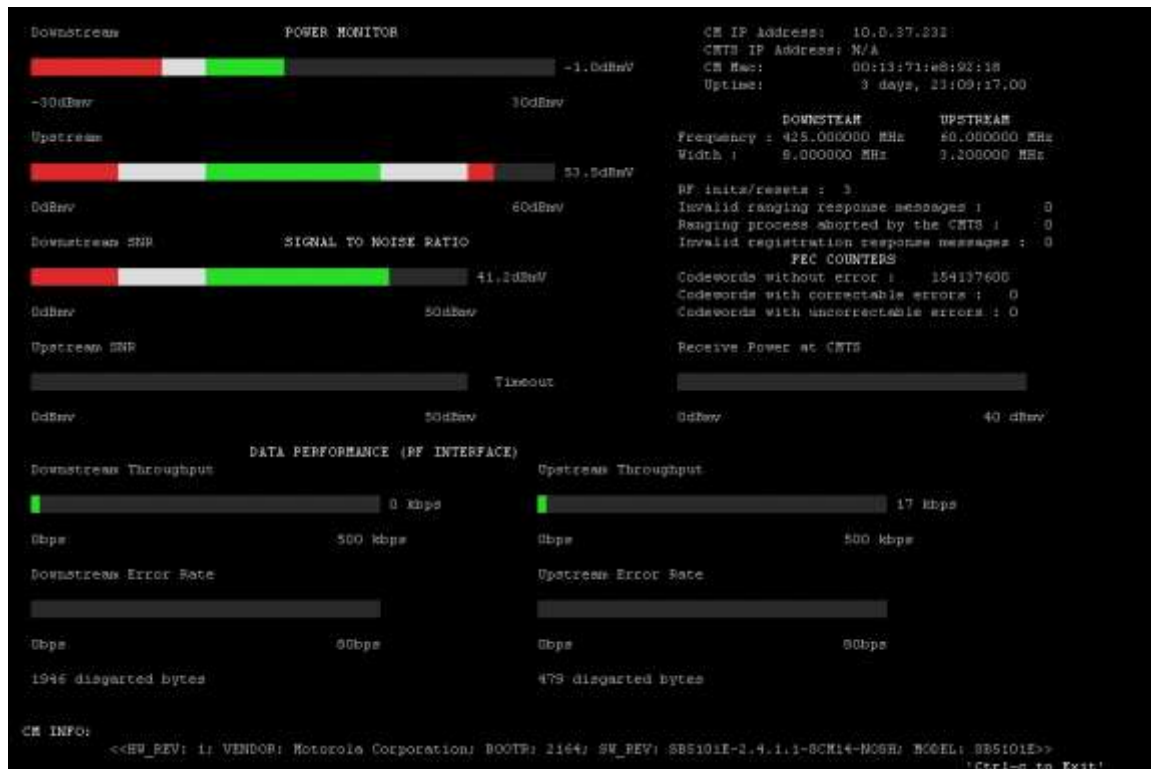 Downstream
POWER MONITOR
-1.0dBmV
-30dBmv 30dBmv
Upstream
53.5dBmV
0dBmv 60dBmv
Downstream SNR
SIGNAL TO NOISE RATIO
41.2dBmV
0dBmv 50dBmv
Upstream SNR
Timeout
0dBmv 50dBmv
CM IP Address: 10.0.37.232
CMTS IP Address: N/A
CM Mac: 00:13:71:e8:92:18
Uptime: 3 days, 23:09:17.00
DOWNSTEAM UPSTREAM
Frequency : 425.000000 MHz 60.000000 MHz
Width : 8.000000 MHz 3.200000 MHz
RF inits/resets : 3
Invalid ranging response messages : 0
Ranging process aborted by the CMTS : 0
Invalid registration response messages : 0
FEC COUNTERS
Codewords without error : 154137608
Codewords with correctable errors : 0
Codewords with uncorrectable errors : 0
Receive Power at CMTS
0dBmv 40 dBmv
DATA PERFORMANCE (RF INTERFACE)
Downstream Throughput
0 kbps
0bps 500 kbps
Upstream Throughput
17 kbps
0bps 500 kbps
Downstream Error Rate
0bps 80bps
1946 disgarted bytes
Upstream Error Rate
0bps 80bps
479 disgarted bytes
CM INFO:
<<HW_REV: 1; VENDOR: Motorola Corporation; BOOTR: 2164; SW_REV: SB5101E-2.4.1.1-SCM14-NOSH; MODEL: SB5101E>>
'Ctrl-c to Exit'